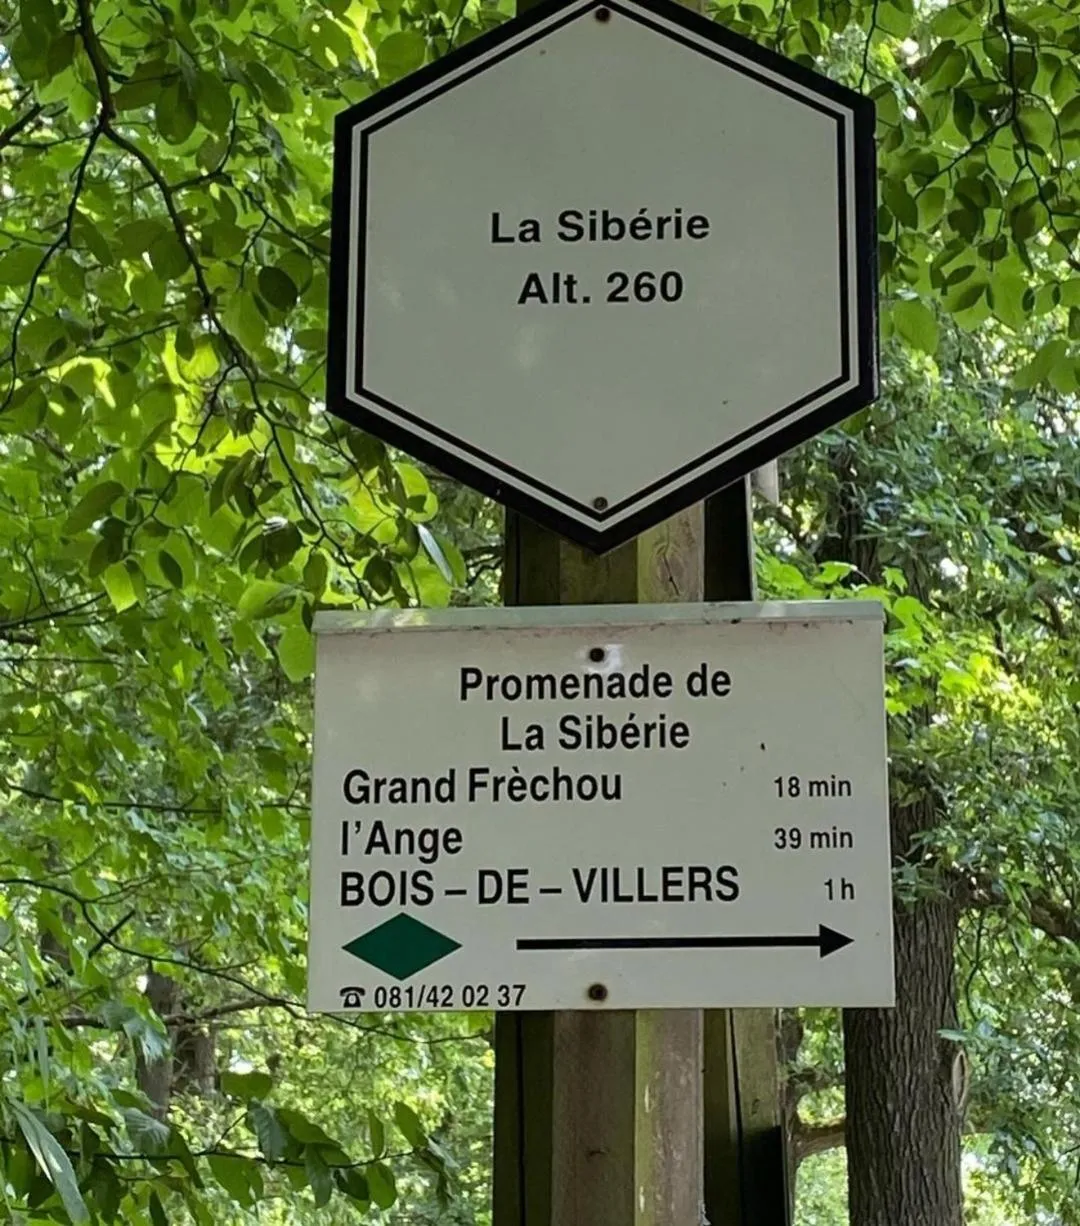 La Sibérie
Alt. 260
Promenade de
La Sibérie
Grand Frèchou 18 min
l'Ange 39 min
BOIS – DE – VILLERS 1h
☎ 081/42 02 37